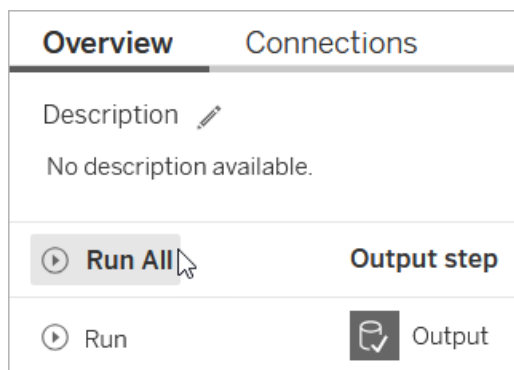 Overview Connections
Description
No description available.
Run All Output step
Run Output